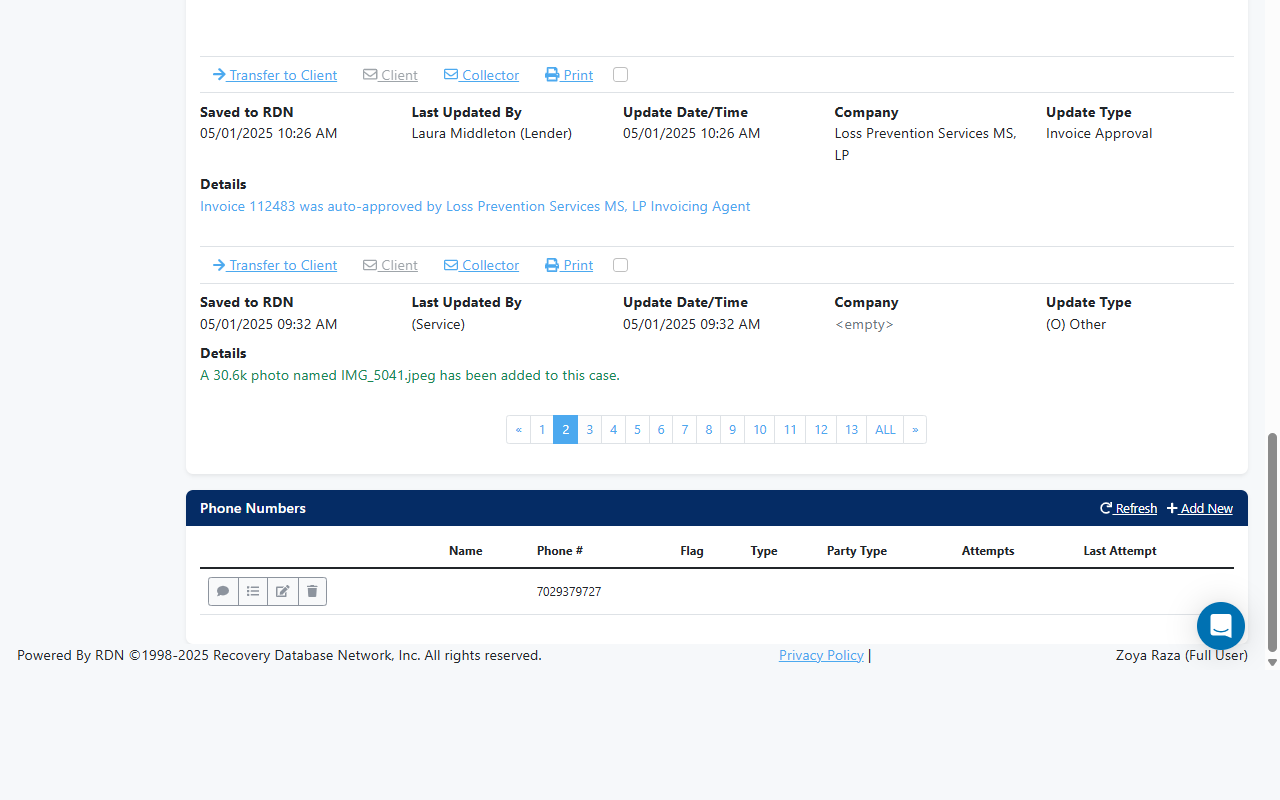 Transfer to Client Client Collector Print
Saved to RDN Last Updated By Update Date/Time Company Update Type
05/01/2025 10:26 AM Laura Middleton (Lender) 05/01/2025 10:26 AM Loss Prevention Services MS, Invoice Approval
LP
Details
Invoice 112483 was auto-approved by Loss Prevention Services MS, LP Invoicing Agent
Transfer to Client Client Collector Print
Saved to RDN Last Updated By Update Date/Time Company Update Type
05/01/2025 09:32 AM (Service) 05/01/2025 09:32 AM <empty> (O) Other
Details
A 30.6k photo named IMG_5041.jpeg has been added to this case.
« 1 2 3 4 5 6 7 8 9 10 11 12 13 ALL »
Phone Numbers Refresh Add New
Name Phone # Flag Type Party Type Attempts Last Attempt
7029379727
Powered By RDN ©1998-2025 Recovery Database Network, Inc. All rights reserved. Privacy Policy | Zoya Raza (Full User)